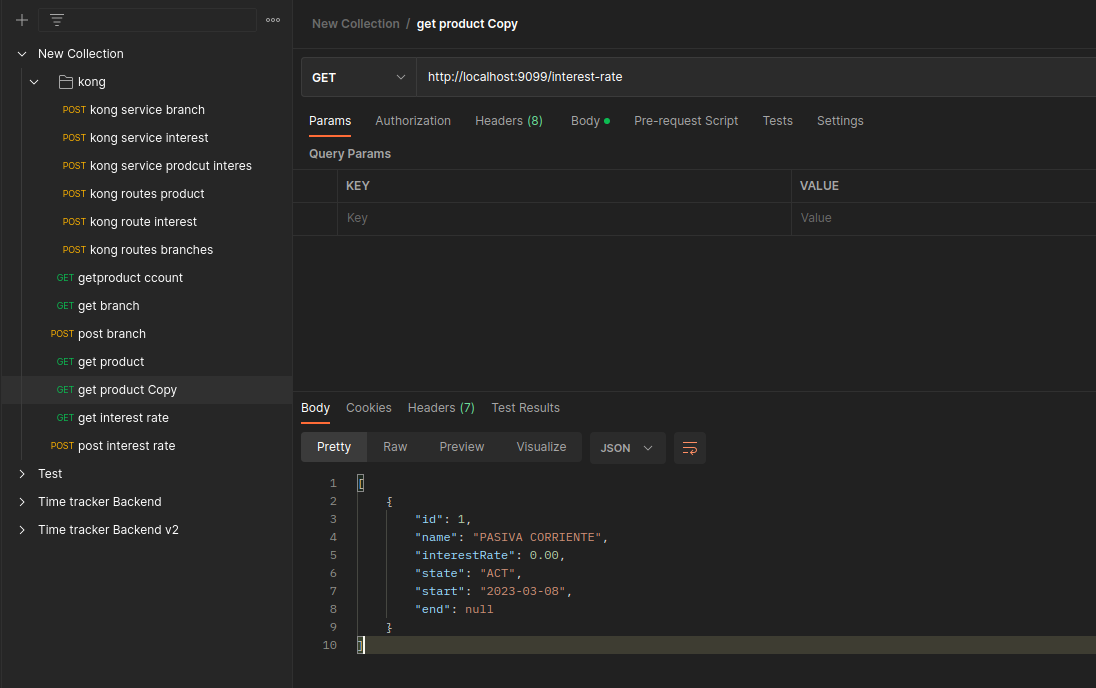 New Collection
kong
POST kong service branch
POST kong service interest
POST kong service prodcut interes
POST kong routes product
POST kong route interest
POST kong routes branches
GET getproduct ccount
GET get branch
POST post branch
GET get product
GET get product Copy
GET get interest rate
POST post interest rate
Test
Time tracker Backend
Time tracker Backend v2
New Collection / get product Copy
GET http://localhost:9099/interest-rate
Params Authorization Headers (8) Body Pre-request Script Tests Settings
Query Params
KEY VALUE
Key Value
Body Cookies Headers (7) Test Results
Pretty Raw Preview Visualize JSON
1 [
2 {
3 "id": 1,
4 "name": "PASIVA CORRIENTE",
5 "interestRate": 0.00,
6 "state": "ACT",
7 "start": "2023-03-08",
8 "end": null
9 }
10 ]